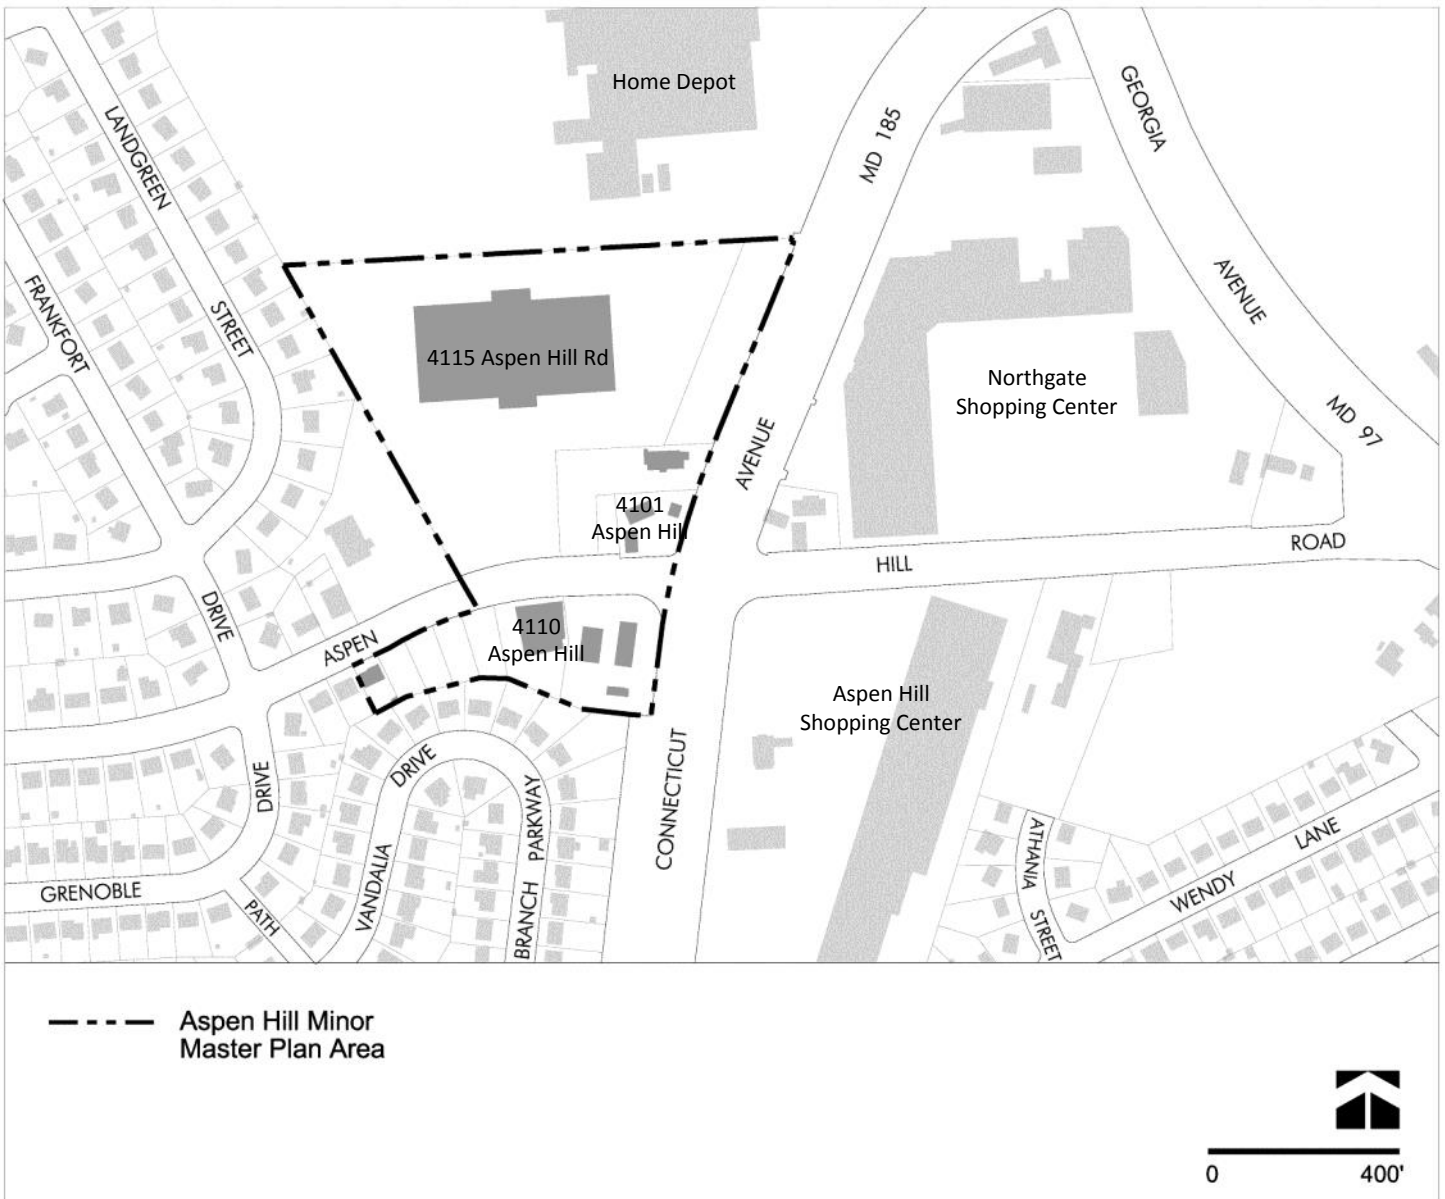 Home Depot
MD 185
GEORGIA
AVENUE
MD 97
LANDGREEN
STREET
FRANKFORT
DRIVE
4115 Aspen Hill Rd
Northgate
Shopping Center
AVENUE
4101
Aspen Hill
HILL
ROAD
ASPEN
4110
Aspen Hill
Aspen Hill
Shopping Center
CONNECTICUT
DRIVE
DRIVE
VANDALIA
BRANCH PARKWAY
GRENOBLE
PATH
ATHANIA
STREET
WENDY
LANE
Aspen Hill Minor
Master Plan Area
0 400'